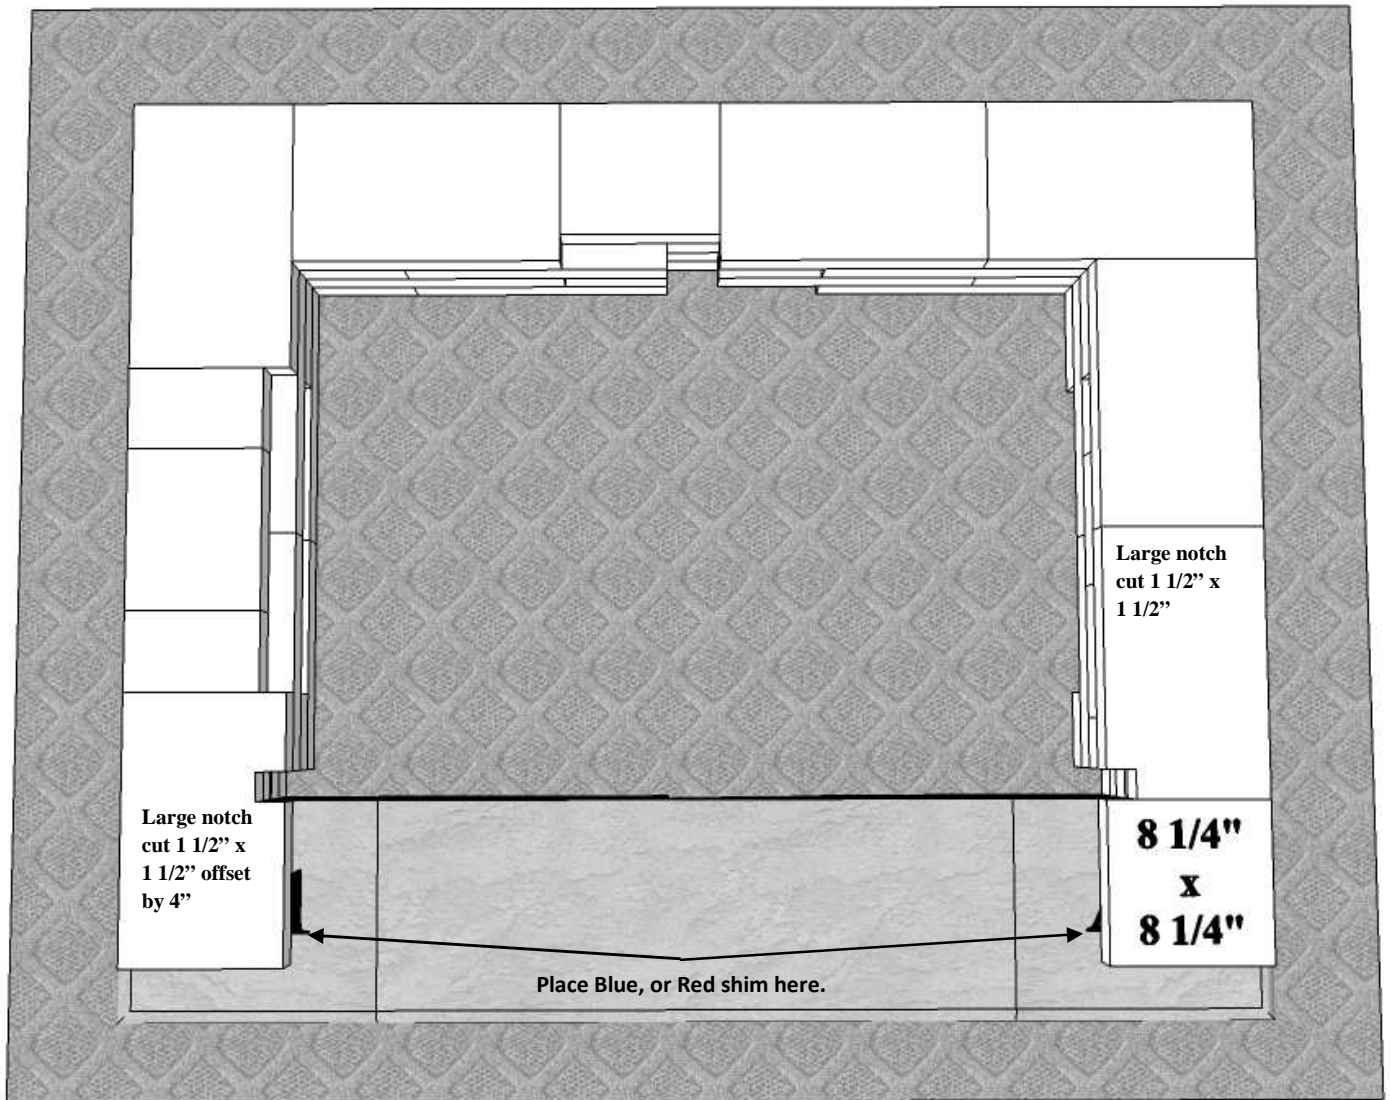 Large notch
cut 1 1/2” x
1 1/2”
Large notch
cut 1 1/2” x
1 1/2” offset
by 4”
8 1/4"
x
8 1/4"
Place Blue, or Red shim here.